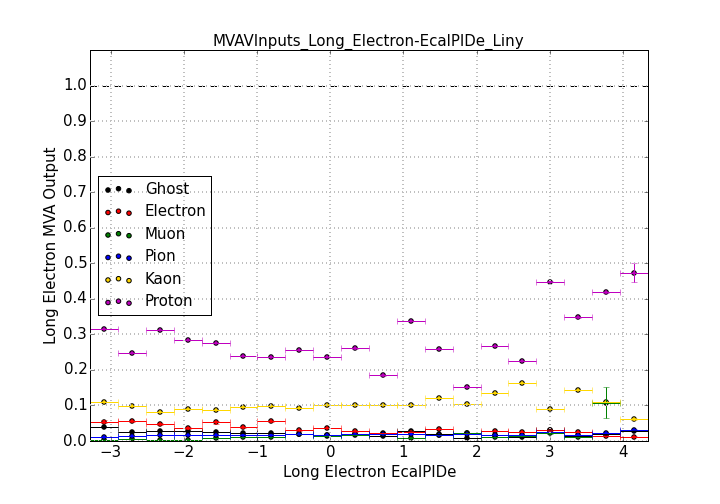 MVAVInputs_Long_Electron-EcalPIDe_Liny
Long Electron MVA Output
1.0
0.9
0.8
0.7
0.6
0.5
0.4
0.3
0.2
0.1
0.0
Ghost
Electron
Muon
Pion
Kaon
Proton
−3 −2 −1 0 1 2 3 4
Long Electron EcalPIDe